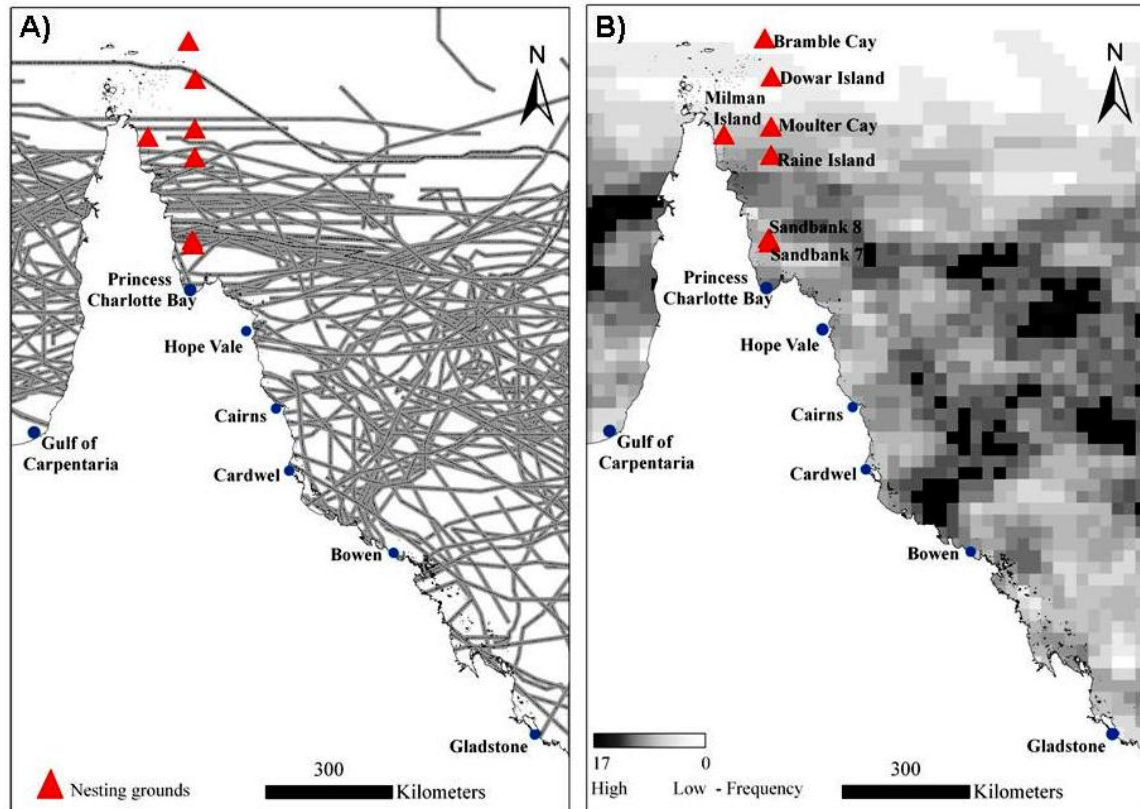 A)
N
Princess
Charlotte Bay
Hope Vale
Cairns
Gulf of
Carpentaria
Cardwel
Bowen
Gladstone
Nesting grounds
300
Kilometers
B)
Bramble Cay
N
Dowar Island
Milman
Island
Moulter Cay
Raine Island
Sandbank 8
Sandbank 7
Princess
Charlotte Bay
Hope Vale
Cairns
Gulf of
Carpentaria
Cardwel
Bowen
Gladstone
17 0
High Low - Frequency
300
Kilometers